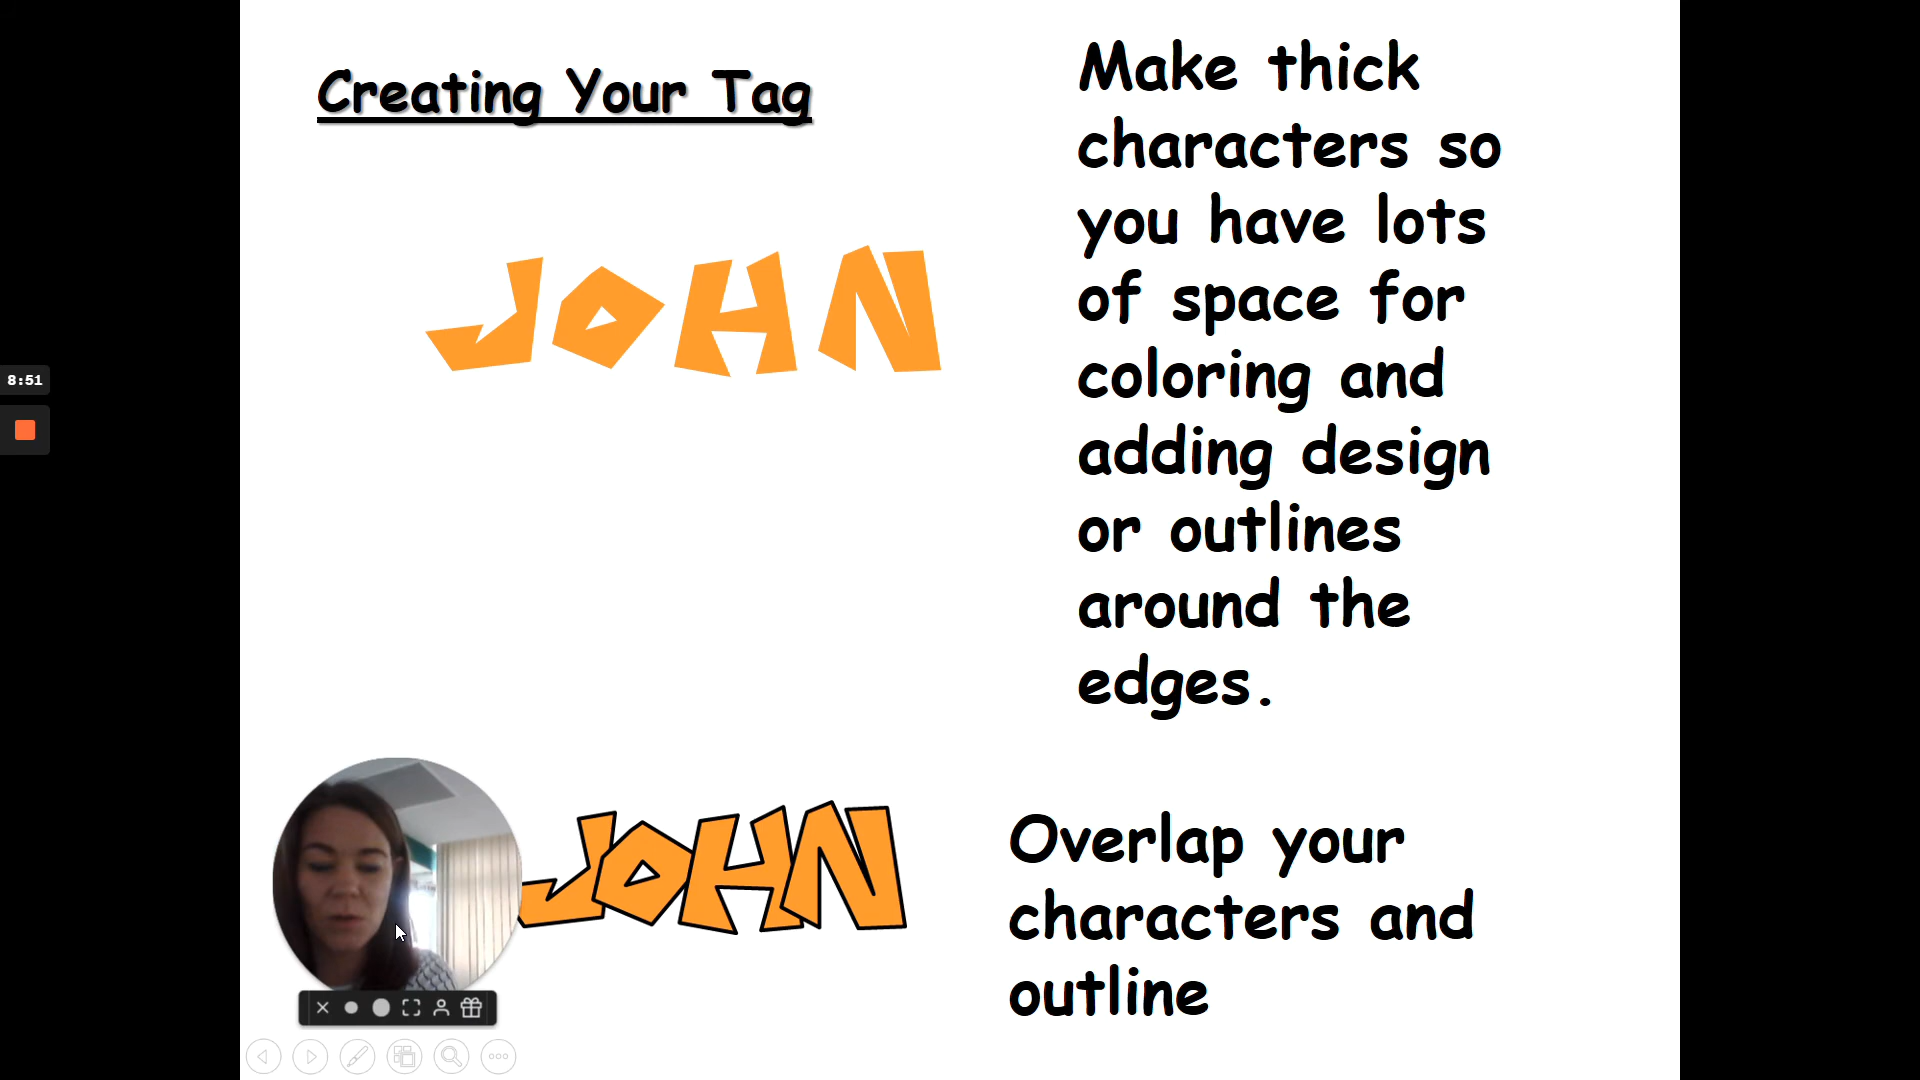 Creating Your Tag
JOHN
Make thick
characters so
you have lots
of space for
coloring and
adding design
or outlines
around the
edges.
8:51
JOHN
Overlap your
characters and
outline